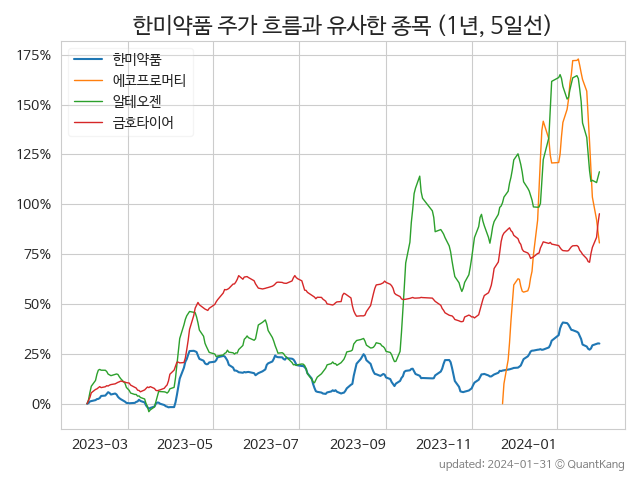 한미약품 주가 흐름과 유사한 종목 (1년, 5일선)
175%
150%
125%
100%
75%
50%
25%
0%
한미약품
에코프로머티
알테오젠
금호타이어
2023-03 2023-05 2023-07 2023-09 2023-11 2024-01
updated: 2024-01-31 © QuantKang